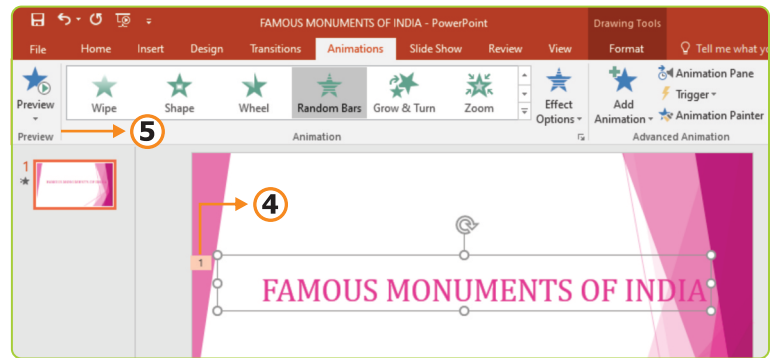 FAMOUS MONUMENTS OF INDIA - PowerPoint Drawing Tools
File Home Insert Design Transitions Animations Slide Show Review View Format Tell me what
Preview
Wipe Shape Wheel Random Bars Grow & Turn Zoom
Effect Options
Add Animation
Animation Pane
Trigger
Animation Painter
Preview Animation Advanced Animation
5
1
4
1
FAMOUS MONUMENTS OF INDIA